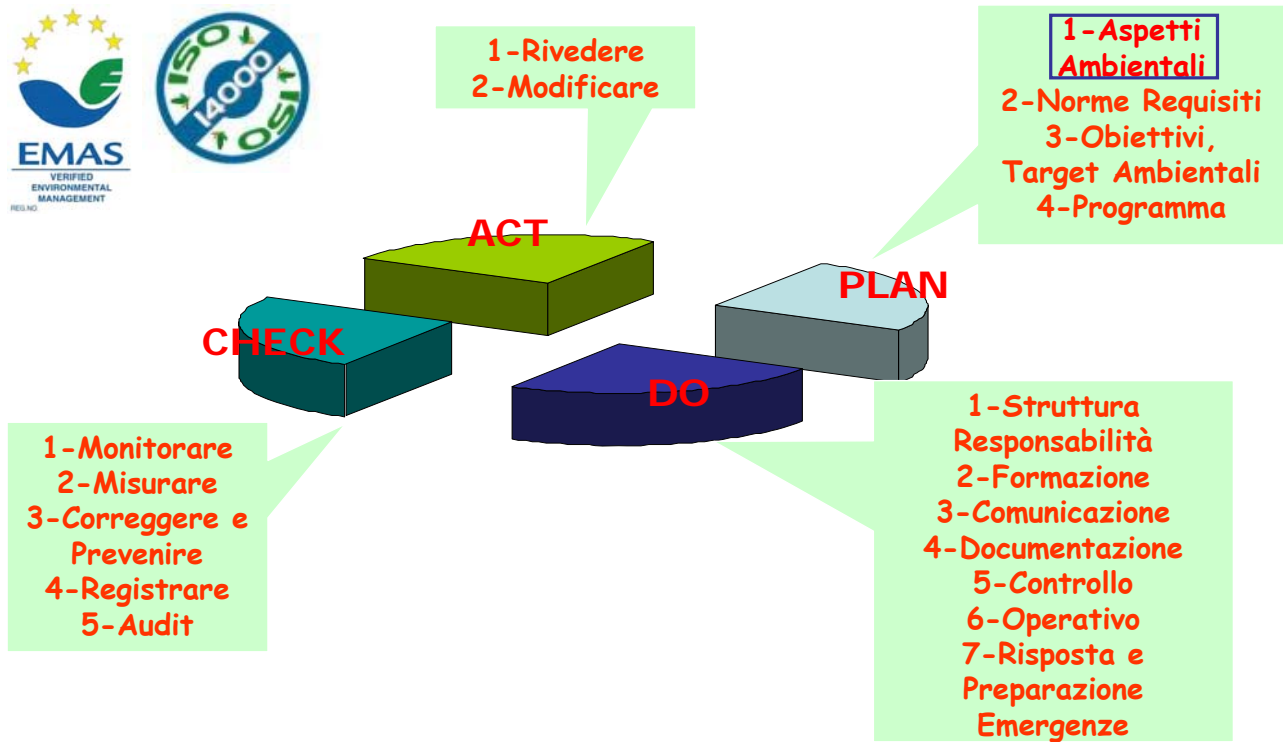 EMAS
VERIFIED
ENVIRONMENTAL
MANAGEMENT
REG.NO
ISO
14000
ISO
1-Rivedere
2-Modificare
1-Aspetti
Ambientali
2-Norme Requisiti
3-Obiettivi,
Target Ambientali
4-Programma
ACT
PLAN
CHECK
DO
1-Monitorare
2-Misurare
3-Correggere e
Prevenire
4-Registrare
5-Audit
1-Struttura
Responsabilità
2-Formazione
3-Comunicazione
4-Documentazione
5-Controllo
6-Operativo
7-Risposta e
Preparazione
Emergenze